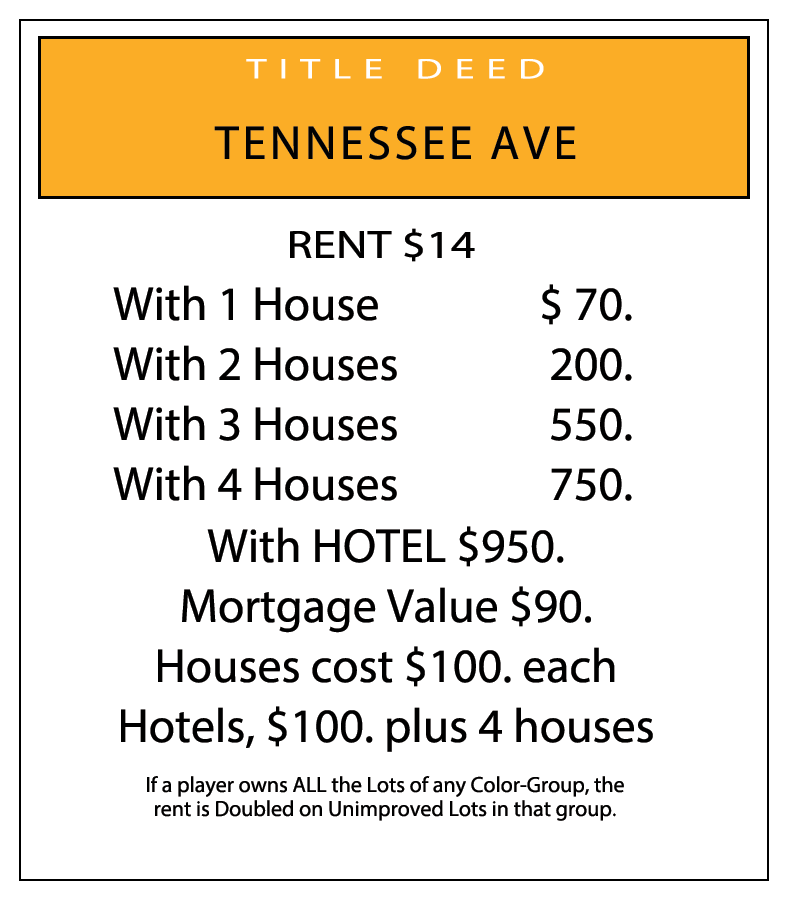 TITLE DEED
TENNESSEE AVE
RENT $14
With 1 House $ 70.
With 2 Houses 200.
With 3 Houses 550.
With 4 Houses 750.
With HOTEL $950.
Mortgage Value $90.
Houses cost $100. each
Hotels, $100. plus 4 houses
If a player owns ALL the Lots of any Color-Group, the
rent is Doubled on Unimproved Lots in that group.